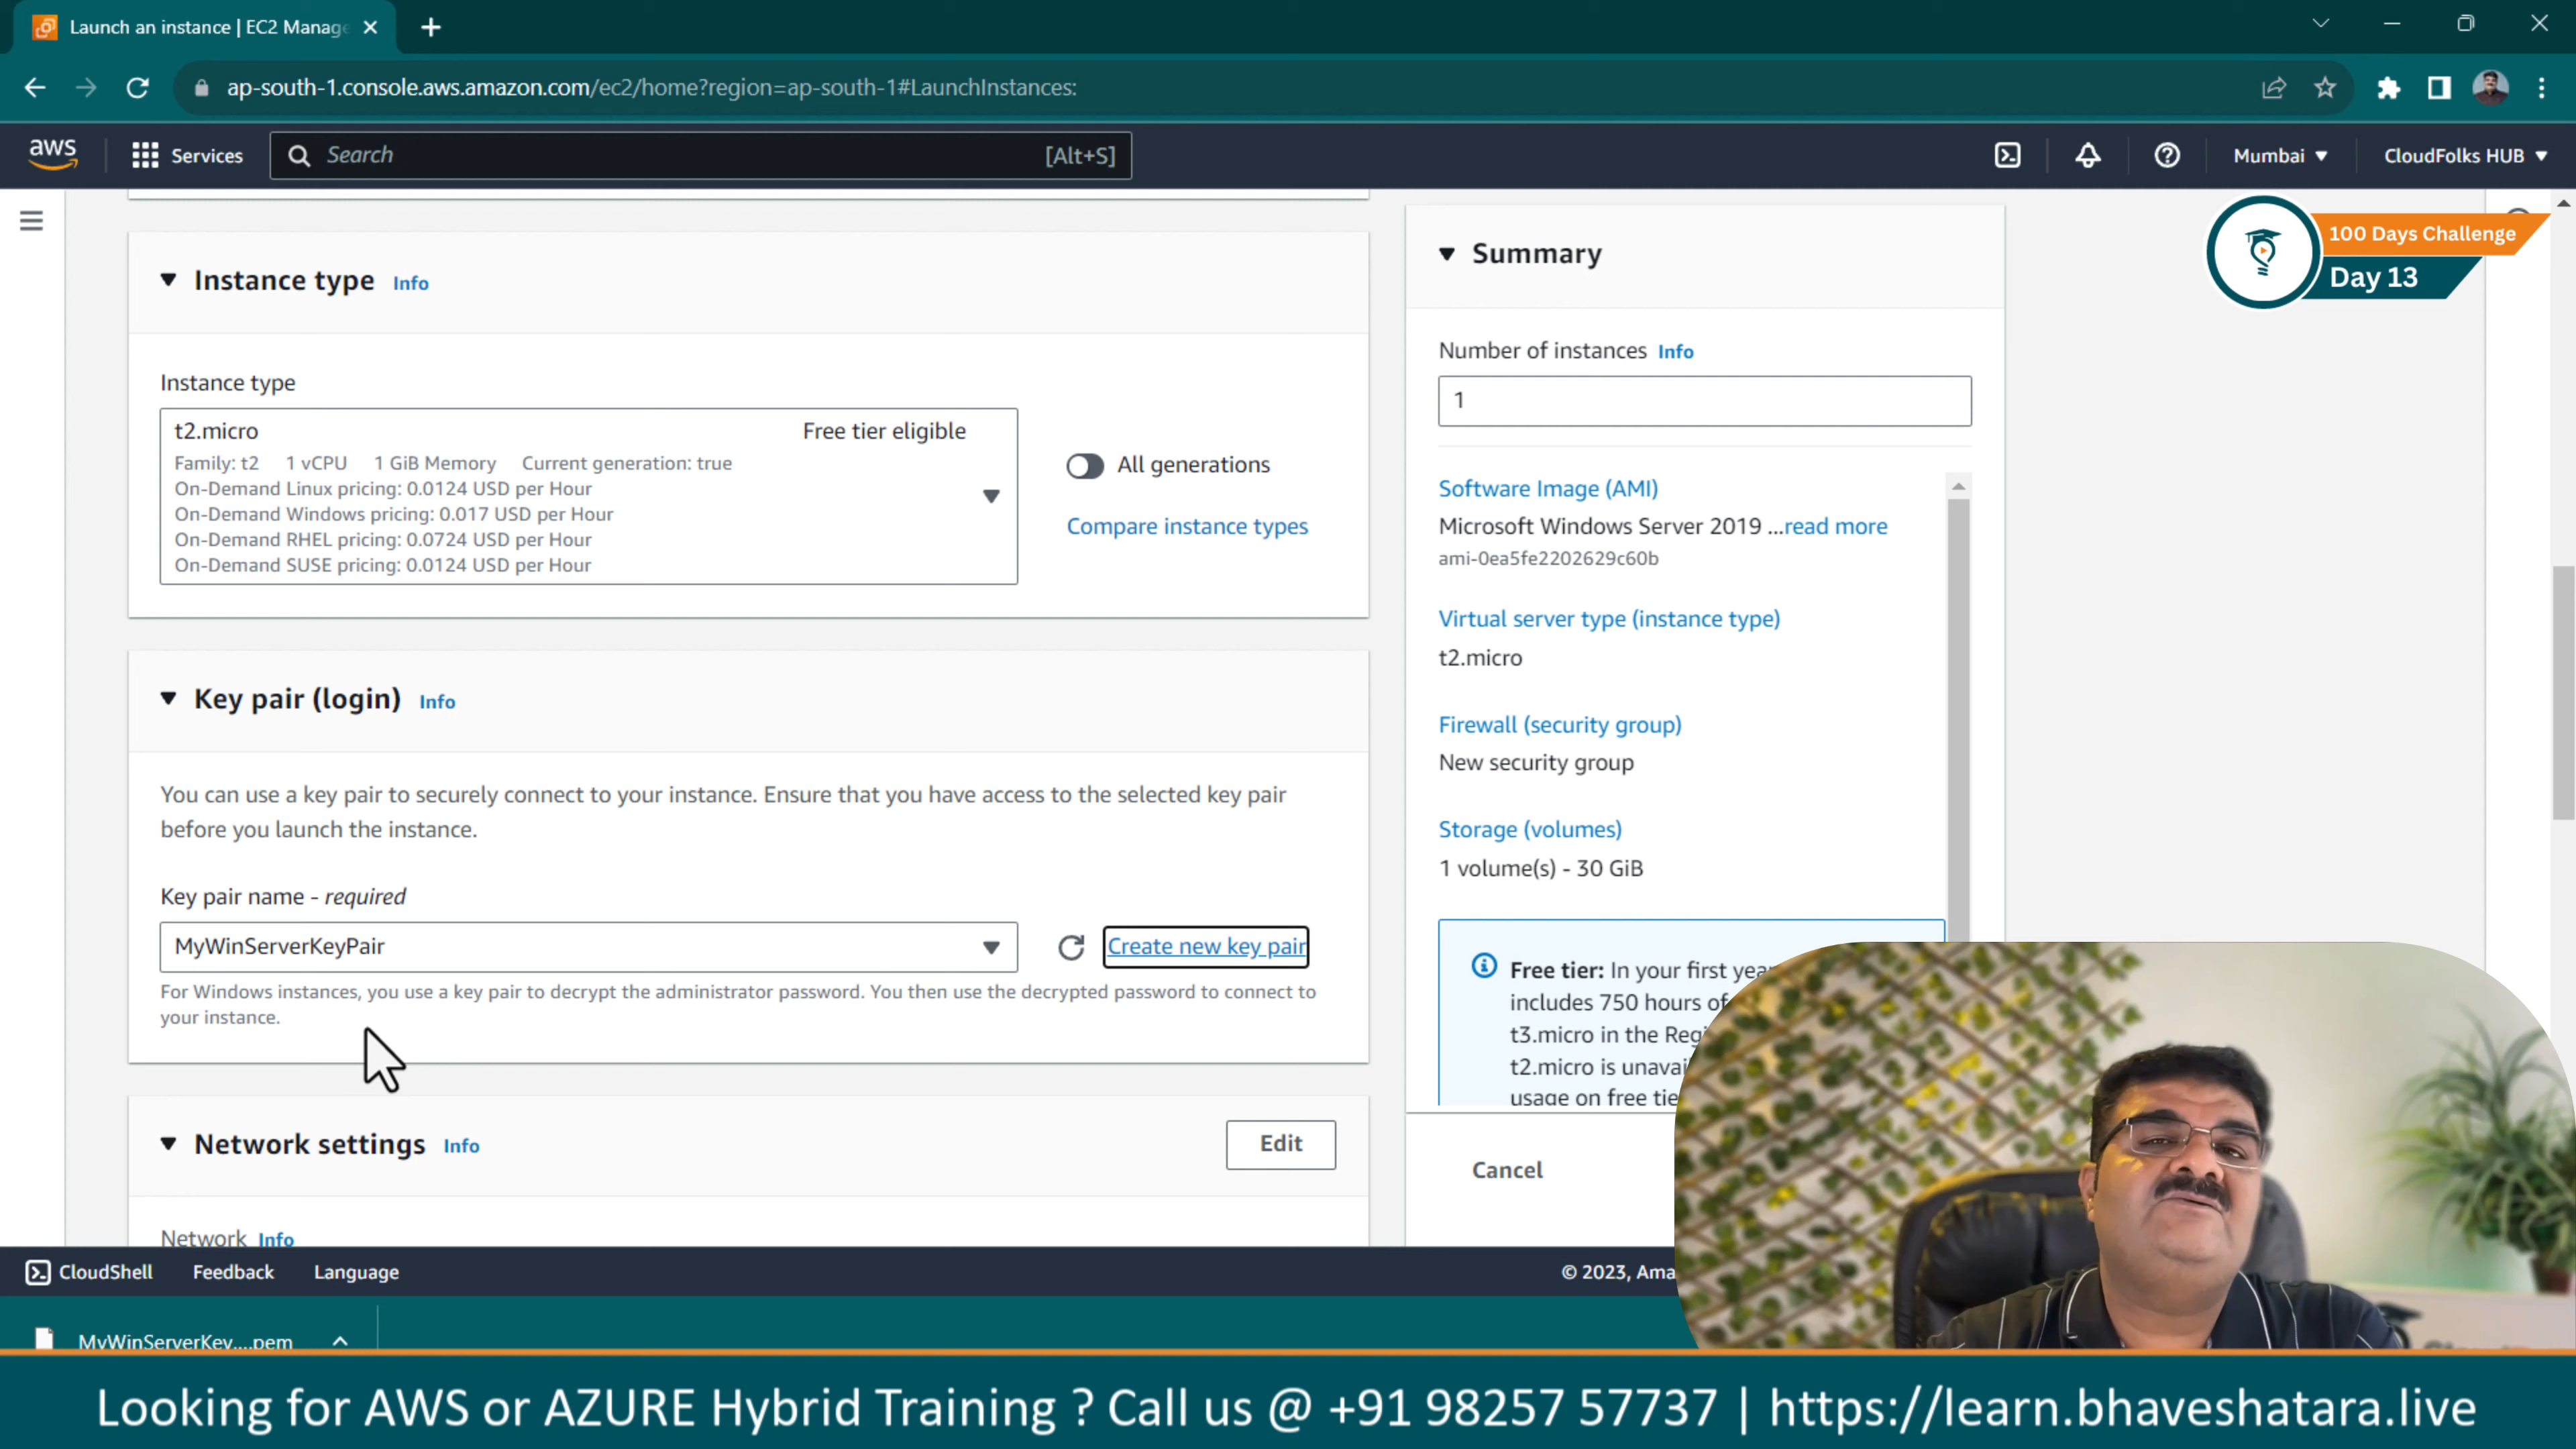 Launch an instance | EC2 Manage
ap-south-1.console.aws.amazon.com/ec2/home?region=ap-south-1#LaunchInstances:
aws
Services
Search
[Alt+S]
Mumbai
CloudFolks HUB
100 Days Challenge
Day 13
Instance type Info
Instance type
t2.micro
Free tier eligible
Family: t2 1 vCPU 1 GiB Memory Current generation: true
On-Demand Linux pricing: 0.0124 USD per Hour
On-Demand Windows pricing: 0.017 USD per Hour
On-Demand RHEL pricing: 0.0724 USD per Hour
On-Demand SUSE pricing: 0.0124 USD per Hour
All generations
Compare instance types
Key pair (login) Info
You can use a key pair to securely connect to your instance. Ensure that you have access to the selected key pair
before you launch the instance.
Key pair name - required
MyWinServerKeyPair
Create new key pair
For Windows instances, you use a key pair to decrypt the administrator password. You then use the decrypted password to connect to
your instance.
Network settings Info
Edit
Network Info
Summary
Number of instances Info
1
Software Image (AMI)
Microsoft Windows Server 2019 ...read more
ami-0ea5fe2202629c60b
Virtual server type (instance type)
t2.micro
Firewall (security group)
New security group
Storage (volumes)
1 volume(s) - 30 GiB
Free tier: In your first year
includes 750 hours of
t3.micro in the Reg
t2.micro is unavai
usage on free tie
Cancel
CloudShell
Feedback
Language
© 2023, Ama
MyWinServerKey....pem
Looking for AWS or AZURE Hybrid Training ? Call us @ +91 98257 57737 | https://learn.bhaveshatara.live